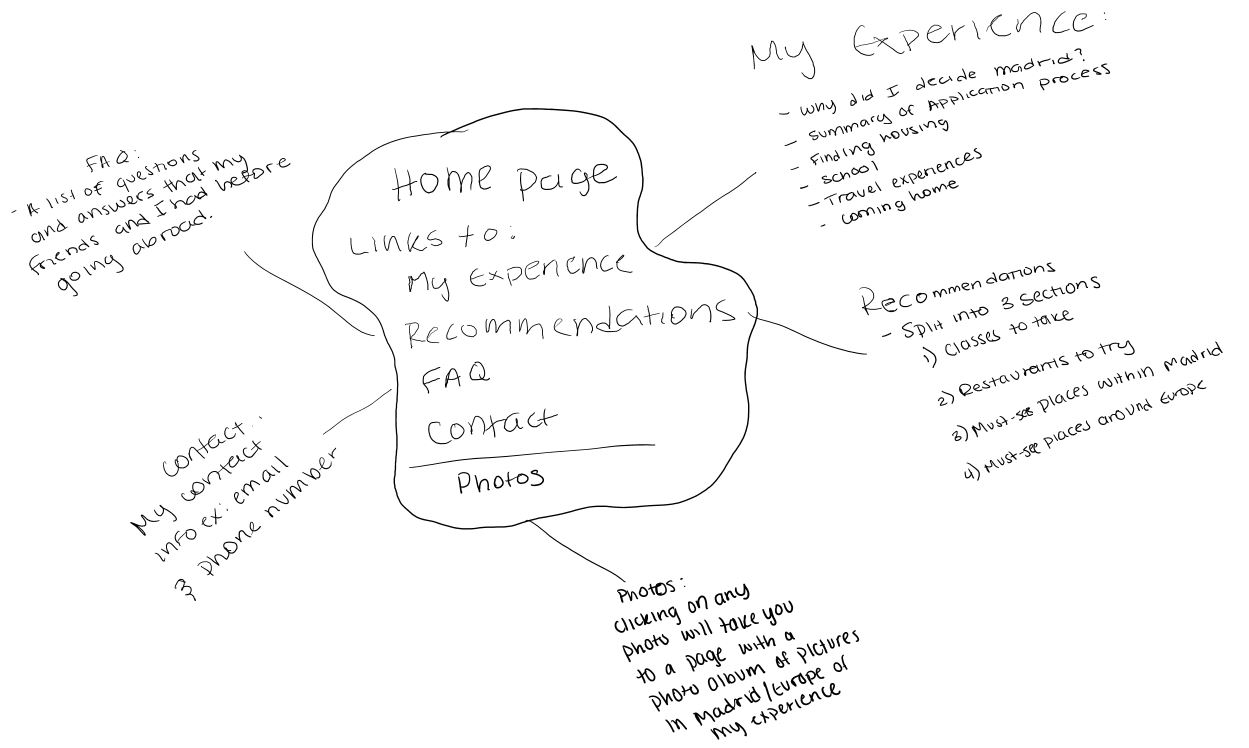 Home page
Links to:
My Experience
Recommendations
FAQ
Contact
Photos
My Experience:
- Why did I decide madrid?
- Summary of Application process
- Finding housing
- School
- Travel experiences
- coming home
Recommendations
- Split into 3 sections
1) Classes to take
2) Restaurants to try
3) Must-see places within Madrid
4) Must-see places around Europe
Photos:
clicking on any
photo will take you
to a page with a
photo album of pictures
in Madrid/Europe of
my experience
Contact:
My contact
info ex: email
& phone number
FAQ:
- A list of questions
and answers that my
friends and I had before
going abroad.